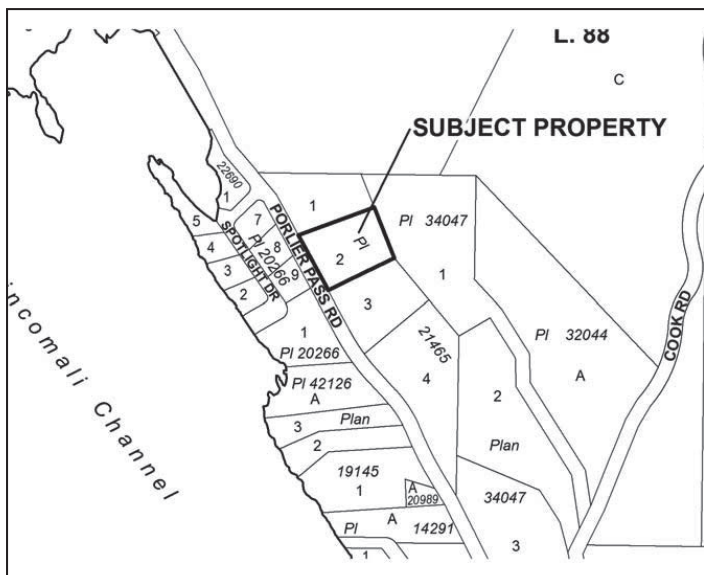 L. 88
C
SUBJECT PROPERTY
22690
1
1
Pl 34047
7
PORLIER PASS RD
Pl
5
SPOTLIGHT DR
Pl 20266
8
2
4
9
1
3
3
2
COOK RD
Pl 32044
1
21465
Pl 20266
A
4
Pl 42126
A
2
incomali Channel
3
Plan
2
Plan
19145
1
A
20989
34047
Pl
A
14291
3
1